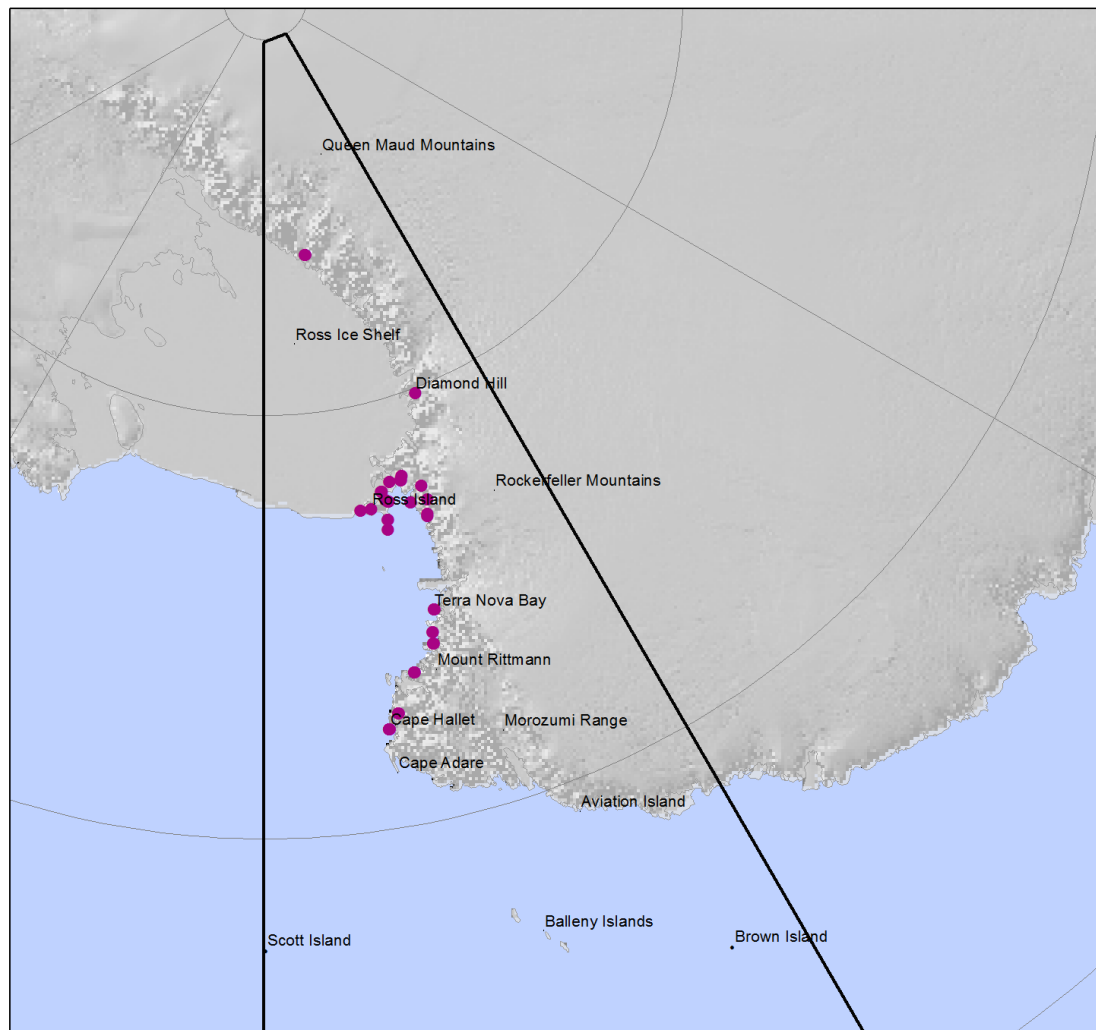 Queen Maud Mountains
Ross Ice Shelf
Diamond Hill
Rockerfeller Mountains
Ross Island
Terra Nova Bay
Mount Rittmann
Cape Hallet
Morozumi Range
Cape Adare
Aviation Island
Balleny Islands
Scott Island
Brown Island